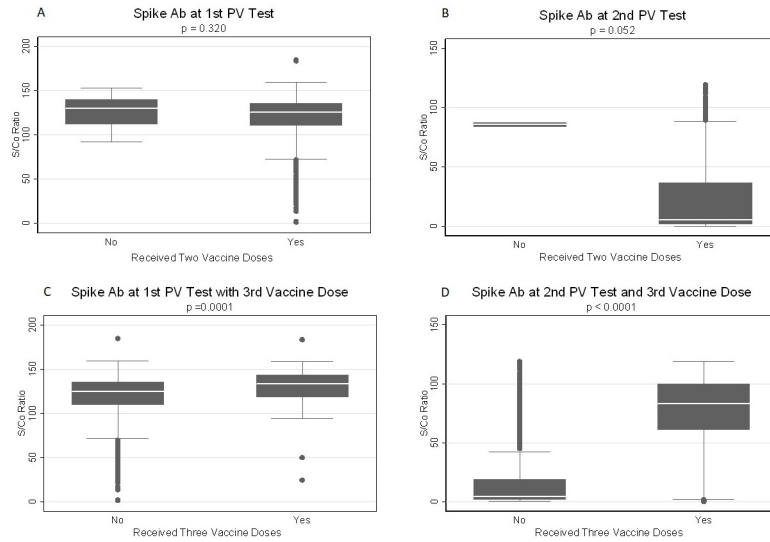 A
Spike Ab at 1st PV Test
p = 0.320
S/Co Ratio
200
150
100
50
0
No
Yes
Received Two Vaccine Doses
B
Spike Ab at 2nd PV Test
p = 0.052
S/Co Ratio
150
100
50
0
No
Yes
Received Two Vaccine Doses
C
Spike Ab at 1st PV Test with 3rd Vaccine Dose
p =0.0001
S/Co Ratio
200
150
100
50
0
No
Yes
Received Three Vaccine Doses
D
Spike Ab at 2nd PV Test and 3rd Vaccine Dose
p < 0.0001
S/Co Ratio
150
100
50
0
No
Yes
Received Three Vaccine Doses